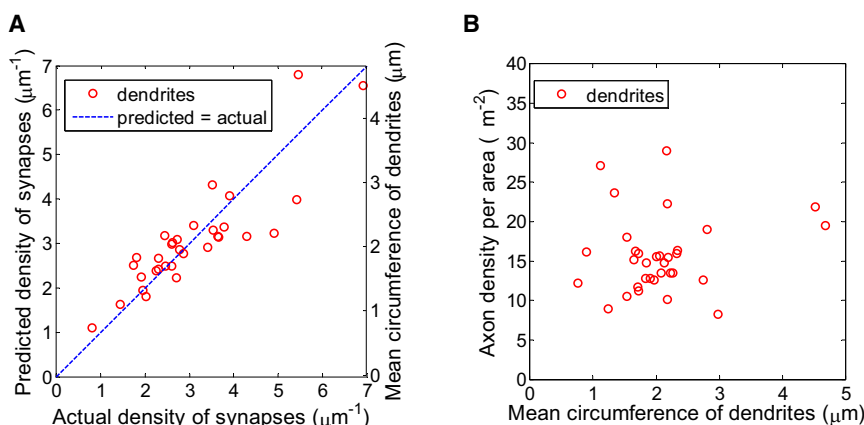 A
Predicted density of synapses (μm⁻¹)
7
6
5
4
3
2
1
0
dendrites
predicted = actual
4
3
2
1
0
Mean circumference of dendrites (μm)
0 1 2 3 4 5 6 7
Actual density of synapses (μm⁻¹)
B
Axon density per area ( m⁻²)
40
35
30
25
20
15
10
5
0
dendrites
0 1 2 3 4 5
Mean circumference of dendrites (μm)